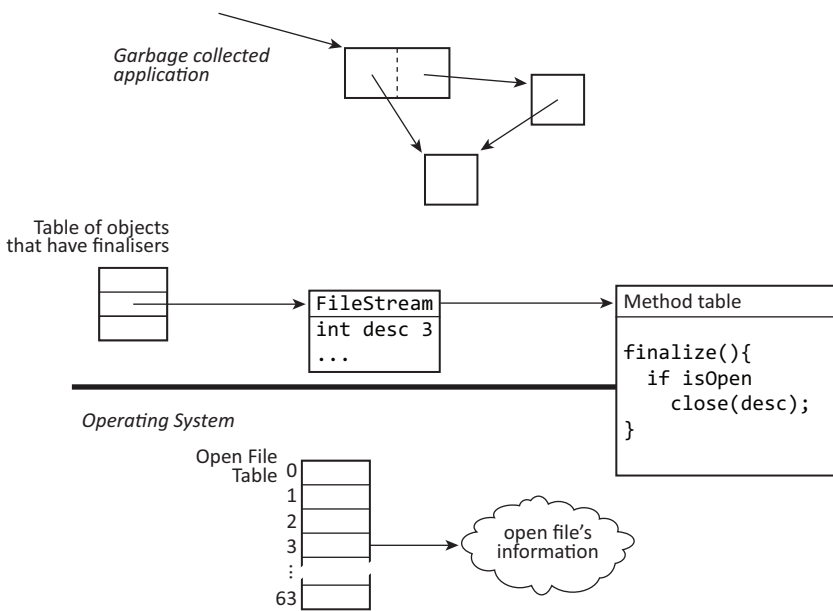 Garbage collected
application
Table of objects
that have finalisers
FileStream
int desc 3
...
Method table
finalize(){
if isOpen
close(desc);
}
Operating System
Open File
Table
0
1
2
3
⋮
63
open file's
information